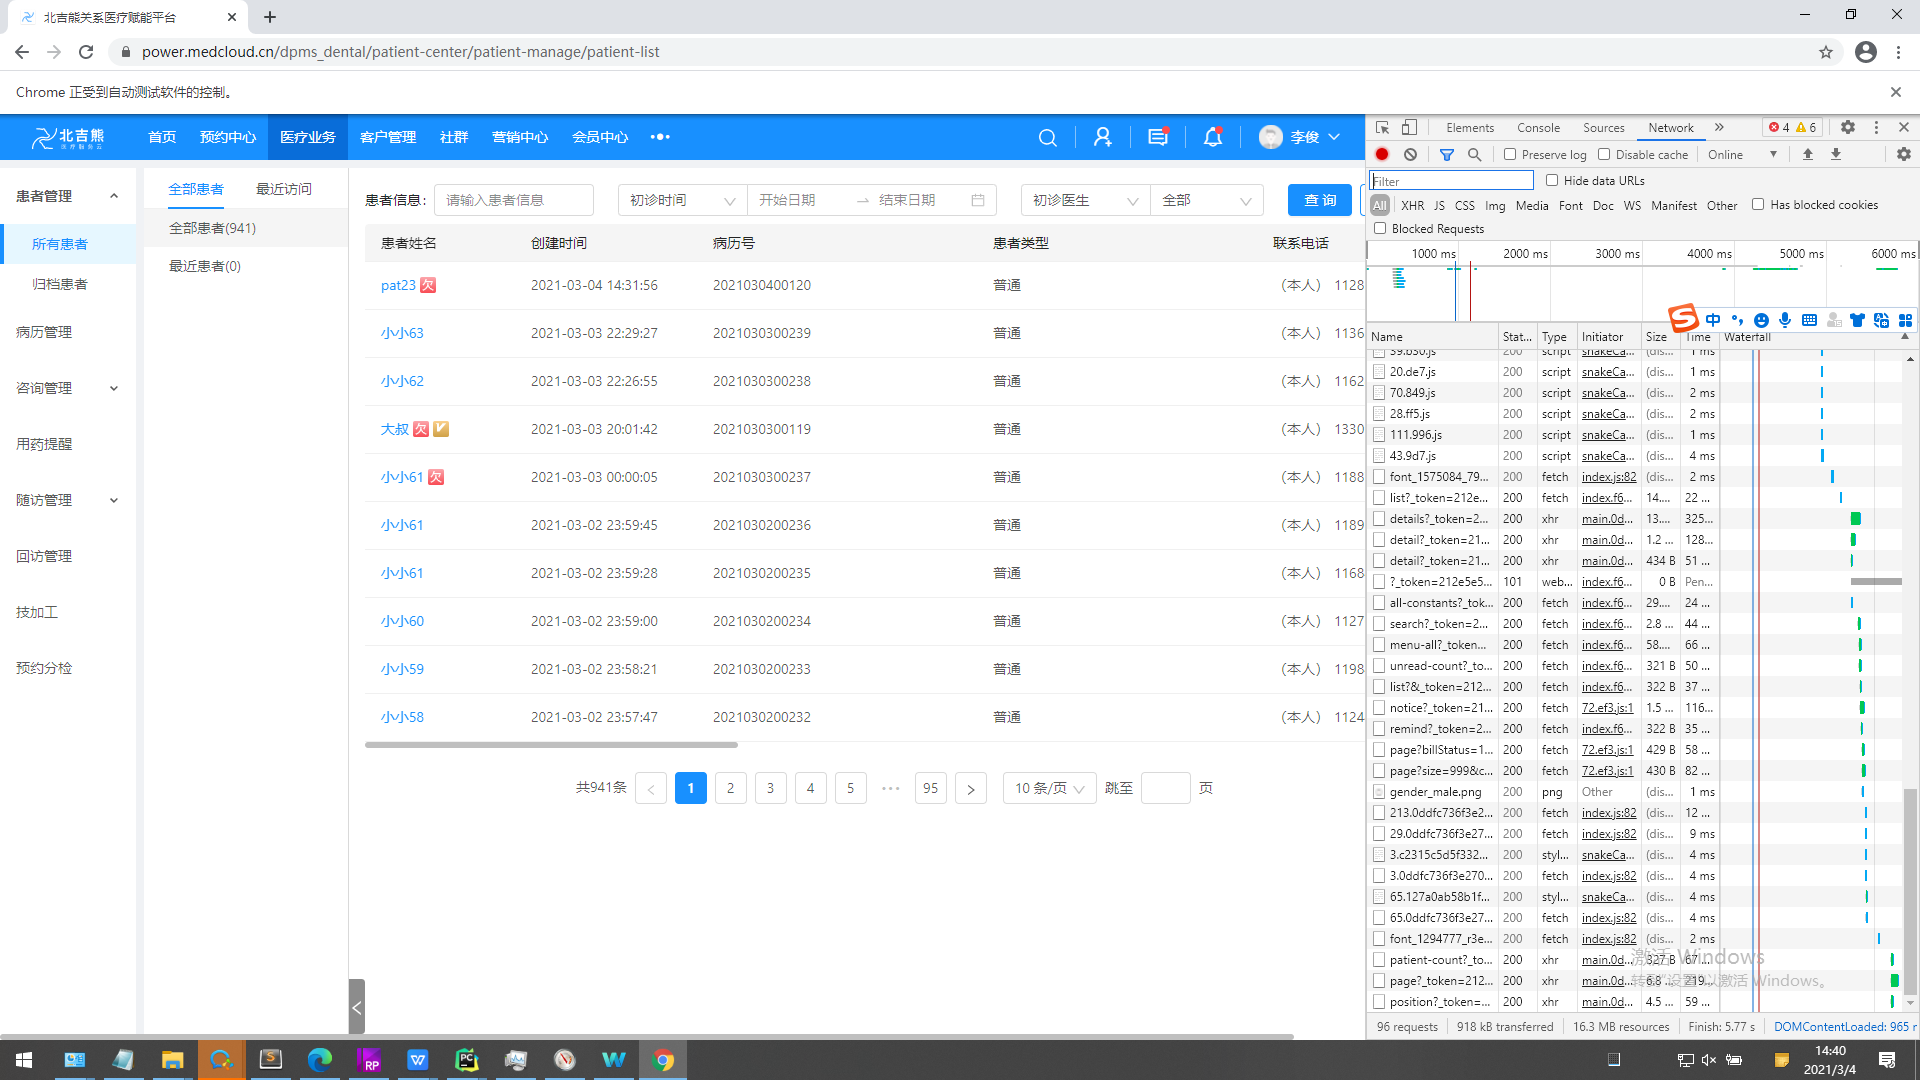 北吉熊关系医疗赋能平台
power.medcloud.cn/dpms_dental/patient-center/patient-manage/patient-list
Chrome 正受到自动测试软件的控制。
北吉熊
医疗服务云
首页 预约中心 医疗业务 客户管理 社群 营销中心 会员中心 ••• 李俊
患者管理
所有患者
归档患者
病历管理
咨询管理
用药提醒
随访管理
回访管理
技加工
预约分检
全部患者 最近访问
全部患者(941)
最近患者(0)
患者信息: 请输入患者信息 初诊时间 开始日期 → 结束日期 初诊医生 全部 查 询
患者姓名 创建时间 病历号 患者类型 联系电话
pat23 欠 2021-03-04 14:31:56 2021030400120 普通 （本人） 1128
小小63 2021-03-03 22:29:27 2021030300239 普通 （本人） 1136
小小62 2021-03-03 22:26:55 2021030300238 普通 （本人） 1162
大叔 欠 2021-03-03 20:01:42 2021030300119 普通 （本人） 1330
小小61 欠 2021-03-03 00:00:05 2021030300237 普通 （本人） 1188
小小61 2021-03-02 23:59:45 2021030200236 普通 （本人） 1189
小小61 2021-03-02 23:59:28 2021030200235 普通 （本人） 1168
小小60 2021-03-02 23:59:00 2021030200234 普通 （本人） 1127
小小59 2021-03-02 23:58:21 2021030200233 普通 （本人） 1198
小小58 2021-03-02 23:57:47 2021030200232 普通 （本人） 1124
共941条 < 1 2 3 4 5 ••• 95 > 10 条/页 跳至 页
Elements Console Sources Network » 4 6
Preserve log Disable cache Online
Filter Hide data URLs
All XHR JS CSS Img Media Font Doc WS Manifest Other Has blocked cookies
Blocked Requests
1000 ms 2000 ms 3000 ms 4000 ms 5000 ms 6000 ms
S 中
Name Stat... Type Initiator Size Time Waterfall
39.b30.js 200 script snakeCa... (dis... 1 ms
20.de7.js 200 script snakeCa... (dis... 1 ms
70.849.js 200 script snakeCa... (dis... 2 ms
28.ff5.js 200 script snakeCa... (dis... 2 ms
111.996.js 200 script snakeCa... (dis... 1 ms
43.9d7.js 200 script snakeCa... (dis... 4 ms
font_1575084_79... 200 fetch index.js:82 (dis... 2 ms
list?_token=212e... 200 fetch index.f6... 14.... 22 ...
details?_token=2... 200 xhr main.0d... 13.... 325...
detail?_token=21... 200 xhr main.0d... 1.2 ... 128...
detail?_token=21... 200 xhr main.0d... 434 B 51 ...
?_token=212e5e5... 101 web... index.f6... 0 B Pen...
all-constants?_tok... 200 fetch index.f6... 29.... 24 ...
search?_token=2... 200 fetch index.f6... 2.8 ... 44 ...
menu-all?_token... 200 fetch index.f6... 58.... 66 ...
unread-count?_to... 200 fetch index.f6... 321 B 50 ...
list?&_token=212... 200 fetch index.f6... 322 B 37 ...
notice?_token=21... 200 fetch 72.ef3.js:1 1.5 ... 116...
remind?_token=2... 200 fetch index.f6... 322 B 35 ...
page?billStatus=1... 200 fetch 72.ef3.js:1 429 B 58 ...
page?size=999&c... 200 fetch 72.ef3.js:1 430 B 82 ...
gender_male.png 200 png Other (dis... 1 ms
213.0ddfc736f3e2... 200 fetch index.js:82 (dis... 12 ...
29.0ddfc736f3e27... 200 fetch index.js:82 (dis... 9 ms
3.c2315c5d5f332... 200 styl... snakeCa... (dis... 4 ms
3.0ddfc736f3e270... 200 fetch index.js:82 (dis... 4 ms
65.127a0ab58b1f... 200 styl... snakeCa... (dis... 4 ms
65.0ddfc736f3e27... 200 fetch index.js:82 (dis... 4 ms
font_1294777_r3e... 200 fetch index.js:82 (dis... 2 ms
patient-count?_to... 200 xhr main.0d... 327 B 67 ...
page?_token=212... 200 xhr main.0d... 6.8 ... 219...
position?_token=... 200 xhr main.0d... 4.5 ... 59 ...
激活 Windows
转到"设置"以激活 Windows。
96 requests 918 kB transferred 16.3 MB resources Finish: 5.77 s DOMContentLoaded: 965 r
S RP W PC W
14:40
2021/3/4